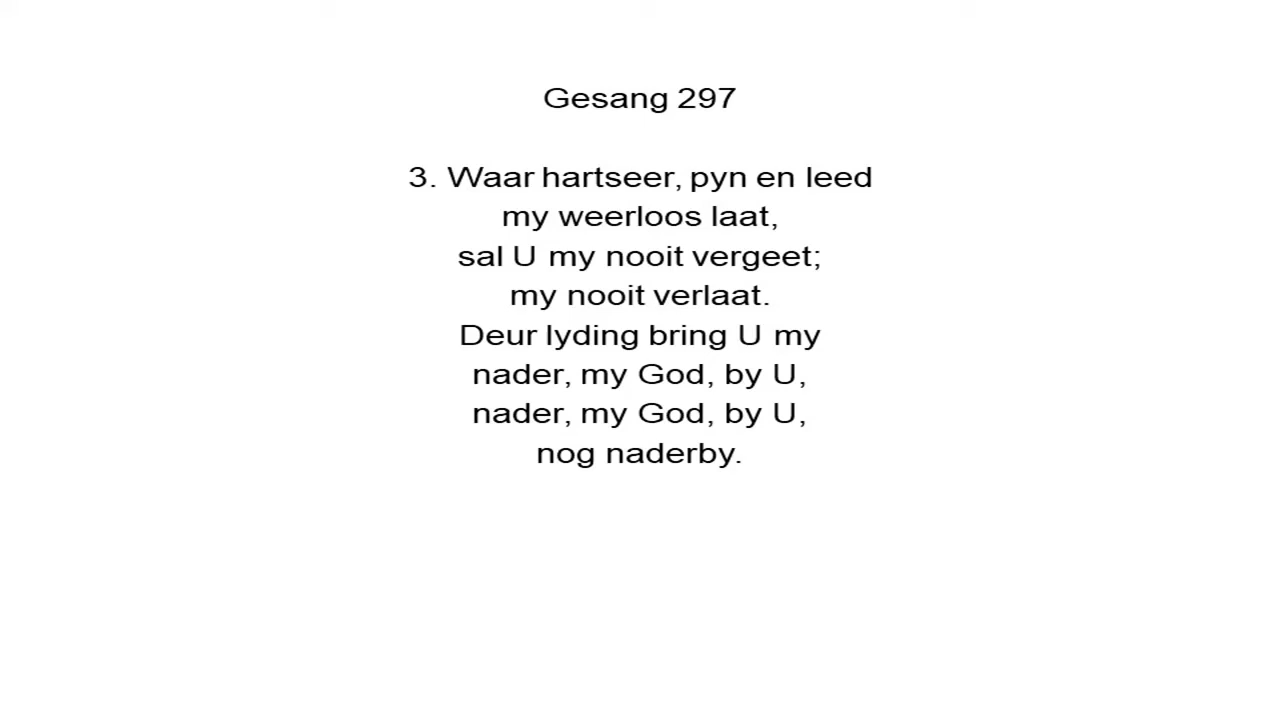 Gesang 297
3. Waar hartseer, pyn en leed
my weerloos laat,
sal U my nooit vergeet;
my nooit verlaat.
Deur lyding bring U my
nader, my God, by U,
nader, my God, by U,
nog naderby.